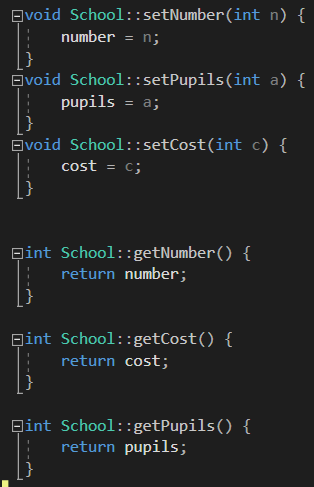 void School::setNumber(int n) {
    number = n;
}
void School::setPupils(int a) {
    pupils = a;
}
void School::setCost(int c) {
    cost = c;
}
int School::getNumber() {
    return number;
}
int School::getCost() {
    return cost;
}
int School::getPupils() {
    return pupils;
}